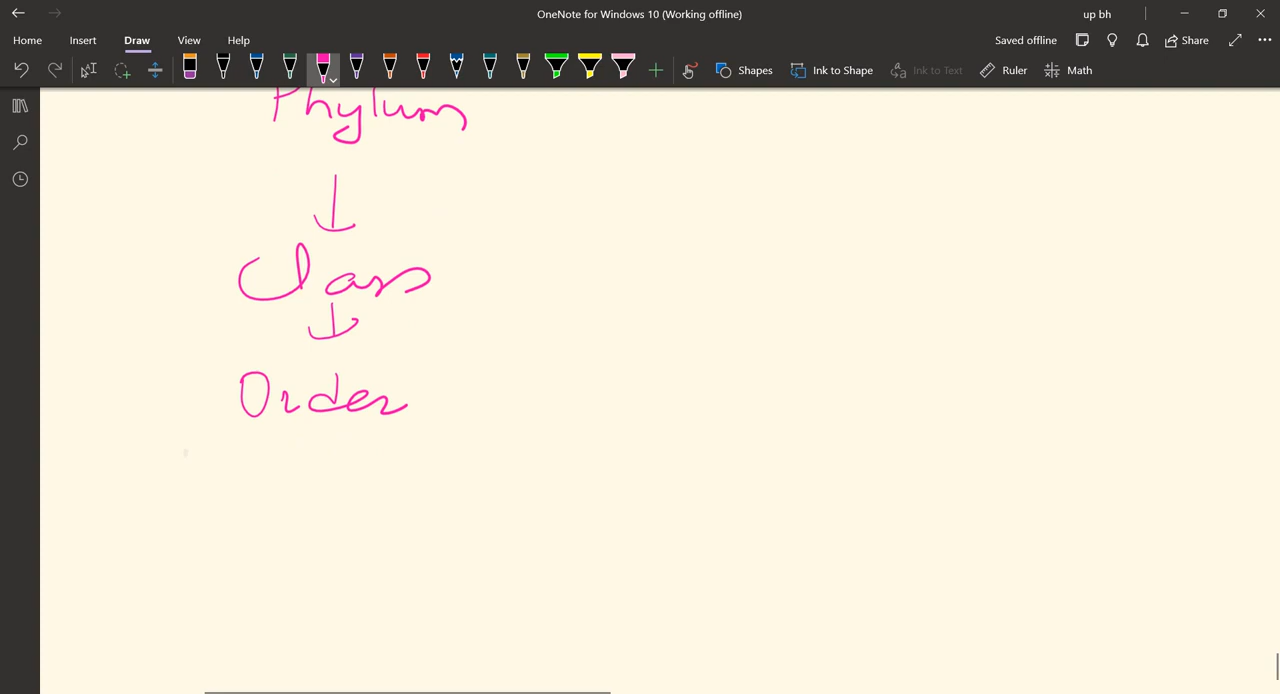 OneNote for Windows 10 (Working offline)
up bh
Home Insert Draw View Help
Saved offline
Share
Shapes
Ink to Shape
Ink to Text
Ruler
Math
Phylum
Class
Order